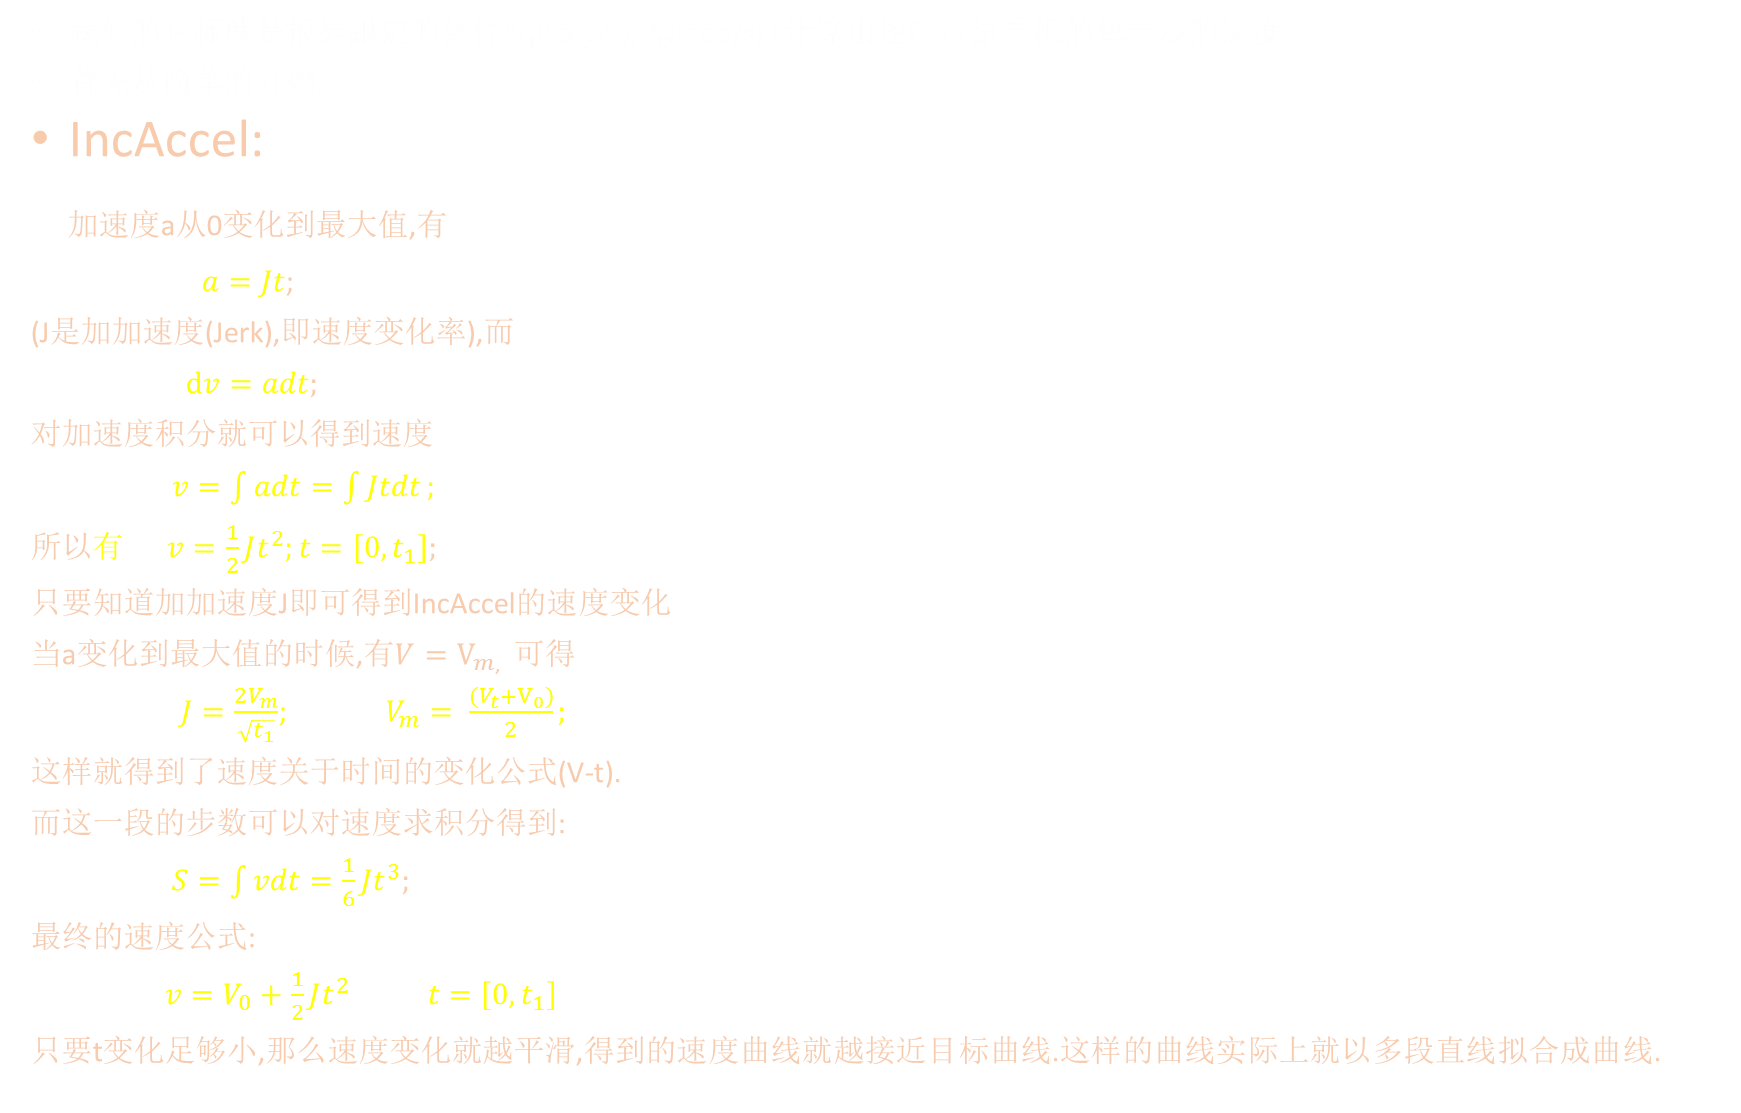 • IncAccel:
加速度a从0变化到最大值,有
a = Jt;
(J是加加速度(Jerk),即速度变化率),而
dv = adt;
对加速度积分就可以得到速度
v = ∫ adt = ∫ Jtdt ;
所以有 v = 1/2 Jt²; t = [0, t₁];
只要知道加加速度J即可得到IncAccel的速度变化
当a变化到最大值的时候,有V = Vₘ, 可得
J = 2Vₘ/√t₁; Vₘ = (Vₜ+V₀)/2 ;
这样就得到了速度关于时间的变化公式(V-t).
而这一段的步数可以对速度求积分得到:
S = ∫ vdt = 1/6 Jt³;
最终的速度公式:
v = V₀ + 1/2 Jt² t = [0, t₁]
只要t变化足够小,那么速度变化就越平滑,得到的速度曲线就越接近目标曲线.这样的曲线实际上就以多段直线拟合成曲线.